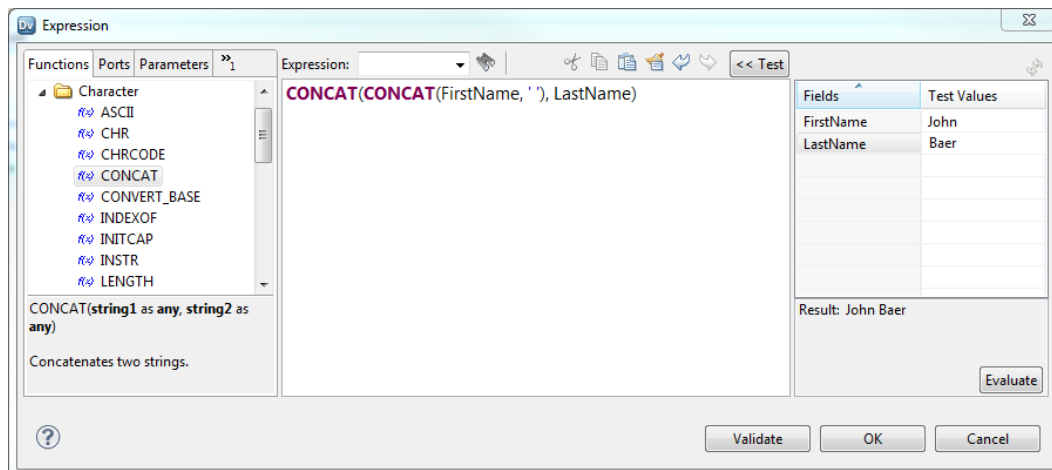 Dv Expression
Functions Ports Parameters »1
Expression:
<< Test
Character
f(x) ASCII
f(x) CHR
f(x) CHRCODE
f(x) CONCAT
f(x) CONVERT_BASE
f(x) INDEXOF
f(x) INITCAP
f(x) INSTR
f(x) LENGTH
CONCAT(string1 as any, string2 as
any)
Concatenates two strings.
CONCAT(CONCAT(FirstName, ' '), LastName)
Fields Test Values
FirstName John
LastName Baer
Result: John Baer
Evaluate
?
Validate OK Cancel